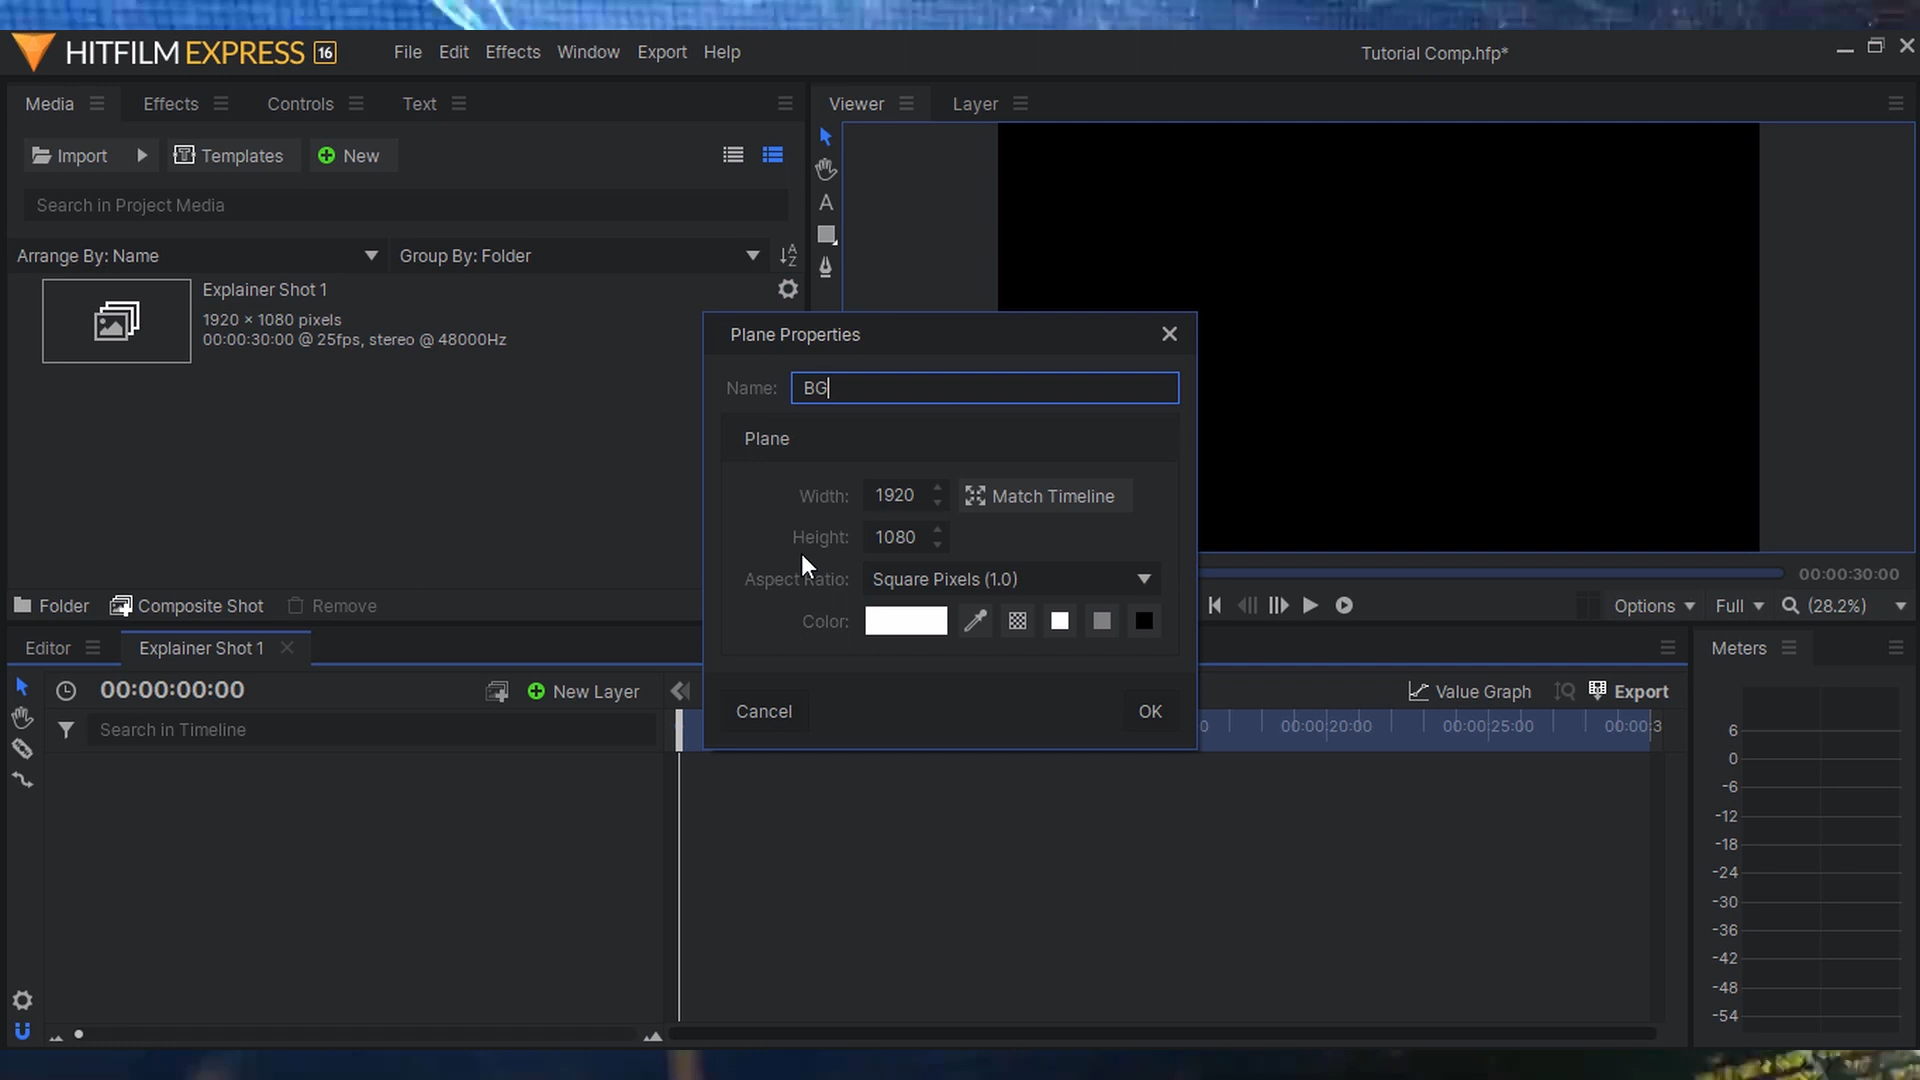 HITFILM EXPRESS 16
File Edit Effects Window Export Help
Tutorial Comp.hfp*
Media Effects Controls Text
Viewer Layer
Import Templates New
Search in Project Media
Arrange By: Name Group By: Folder
Explainer Shot 1
1920 × 1080 pixels
00:00:30:00 @ 25fps, stereo @ 48000Hz
Plane Properties
Name: BG
Plane
Width: 1920 Match Timeline
Height: 1080
Aspect Ratio: Square Pixels (1.0)
Color:
Cancel OK
00:00:30:00
Folder Composite Shot Remove
Options Full (28.2%)
Editor Explainer Shot 1
Meters
00:00:00:00 New Layer
Value Graph Export
Search in Timeline
0 00:00:20:00 00:00:25:00 00:00:3
6
0
-6
-12
-18
-24
-30
-36
-42
-48
-54